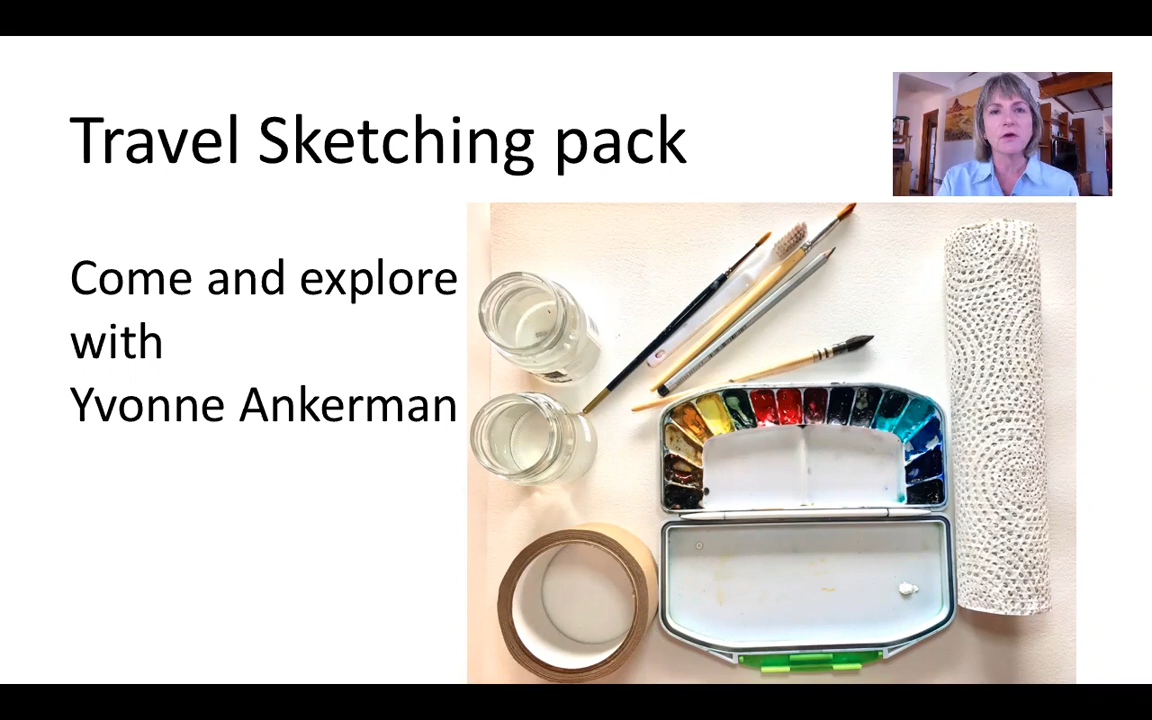 Travel Sketching pack
Come and explore
with
Yvonne Ankerman